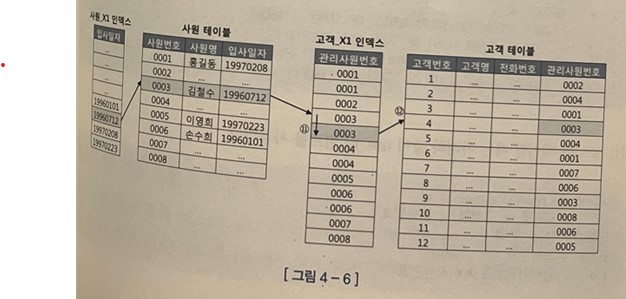 사원_X1 인덱스
입사일자
...
...
...
...
19960101
19960712
19970208
19970223
사원 테이블
사원번호 사원명 입사일자
0001 홍길동 19970208
0002 ... ...
0003 김철수 19960712
0004 ... ...
0005 이영희 19970223
0006 손수희 19960101
0007 ... ...
0008 ... ...
고객_X1 인덱스
관리사원번호
0001
0001
0002
0003
⑪ 0003
0004
0004
0005
0006
0006
0007
0008
⑫
고객 테이블
고객번호 고객명 전화번호 관리사원번호
1 ... ... 0002
2 ... ... 0004
3 ... ... 0001
4 ... ... 0003
5 ... ... 0004
6 ... ... 0001
7 ... ... 0007
8 ... ... 0006
9 ... ... 0003
10 ... ... 0008
11 ... ... 0006
12 ... ... 0005
[ 그림 4-6 ]